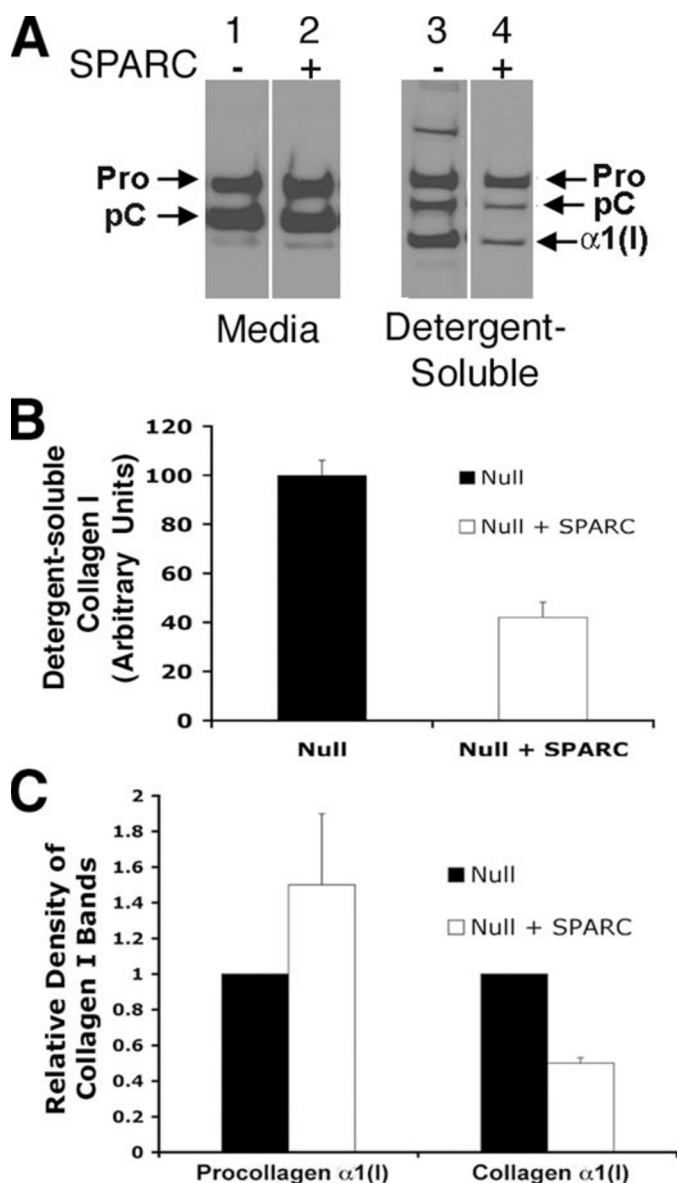 A
1 2 3 4
SPARC - + - +
Pro Pro
pC pC
α1(I)
Media Detergent-
Soluble
B
Detergent-soluble
Collagen I
(Arbitrary Units)
120
100
80
60
40
20
0
Null
Null + SPARC
Null Null + SPARC
C
Relative Density of
Collagen I Bands
2
1.8
1.6
1.4
1.2
1
0.8
0.6
0.4
0.2
0
Null
Null + SPARC
Procollagen α1(I) Collagen α1(I)